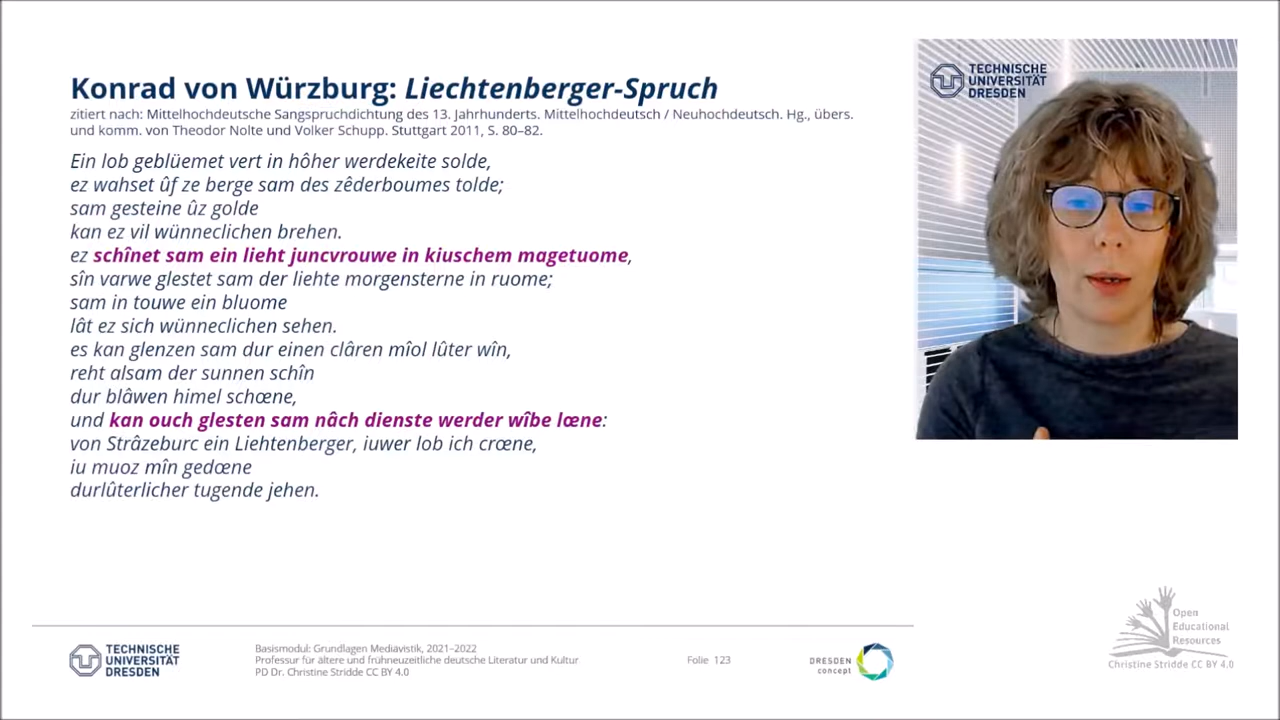 Konrad von Würzburg: Liechtenberger-Spruch
zitiert nach: Mittelhochdeutsche Sangspruchdichtung des 13. Jahrhunderts. Mittelhochdeutsch / Neuhochdeutsch. Hg., übers.
und komm. von Theodor Nolte und Volker Schupp. Stuttgart 2011, S. 80–82.
Ein lob geblüemet vert in hôher werdekeite solde,
ez wahset ûf ze berge sam des zêderboumes tolde;
sam gesteine ûz golde
kan ez vil wünneclichen brehen.
ez schînet sam ein lieht juncvrouwe in kiuschem magetuome,
sîn varwe glestet sam der liehte morgensterne in ruome;
sam in touwe ein bluome
lât ez sich wünneclichen sehen.
es kan glenzen sam dur einen clâren mîol lûter wîn,
reht alsam der sunnen schîn
dur blâwen himel schœne,
und kan ouch glesten sam nâch dienste werder wîbe lœne:
von Strâzeburc ein Liehtenberger, iuwer lob ich crœne,
iu muoz mîn gedœne
durlûterlicher tugende jehen.
TECHNISCHE
UNIVERSITÄT
DRESDEN
TECHNISCHE
UNIVERSITÄT
DRESDEN
Basismodul: Grundlagen Mediävistik, 2021–2022
Professur für ältere und frühneuzeitliche deutsche Literatur und Kultur
PD Dr. Christine Stridde CC BY 4.0
Folie 123
DRESDEN
concept
Open
Educational
Resources
Christine Stridde CC BY 4.0